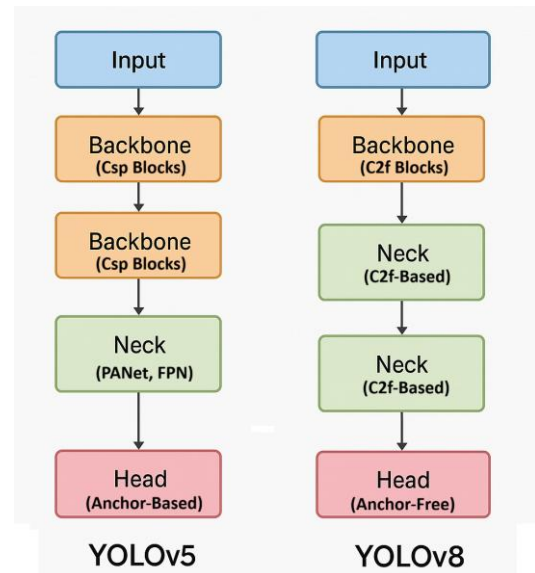 Input
Backbone
(Csp Blocks)
Backbone
(Csp Blocks)
Neck
(PANet, FPN)
Head
(Anchor-Based)
YOLOv5
Input
Backbone
(C2f Blocks)
Neck
(C2f-Based)
Neck
(C2f-Based)
Head
(Anchor-Free)
YOLOv8